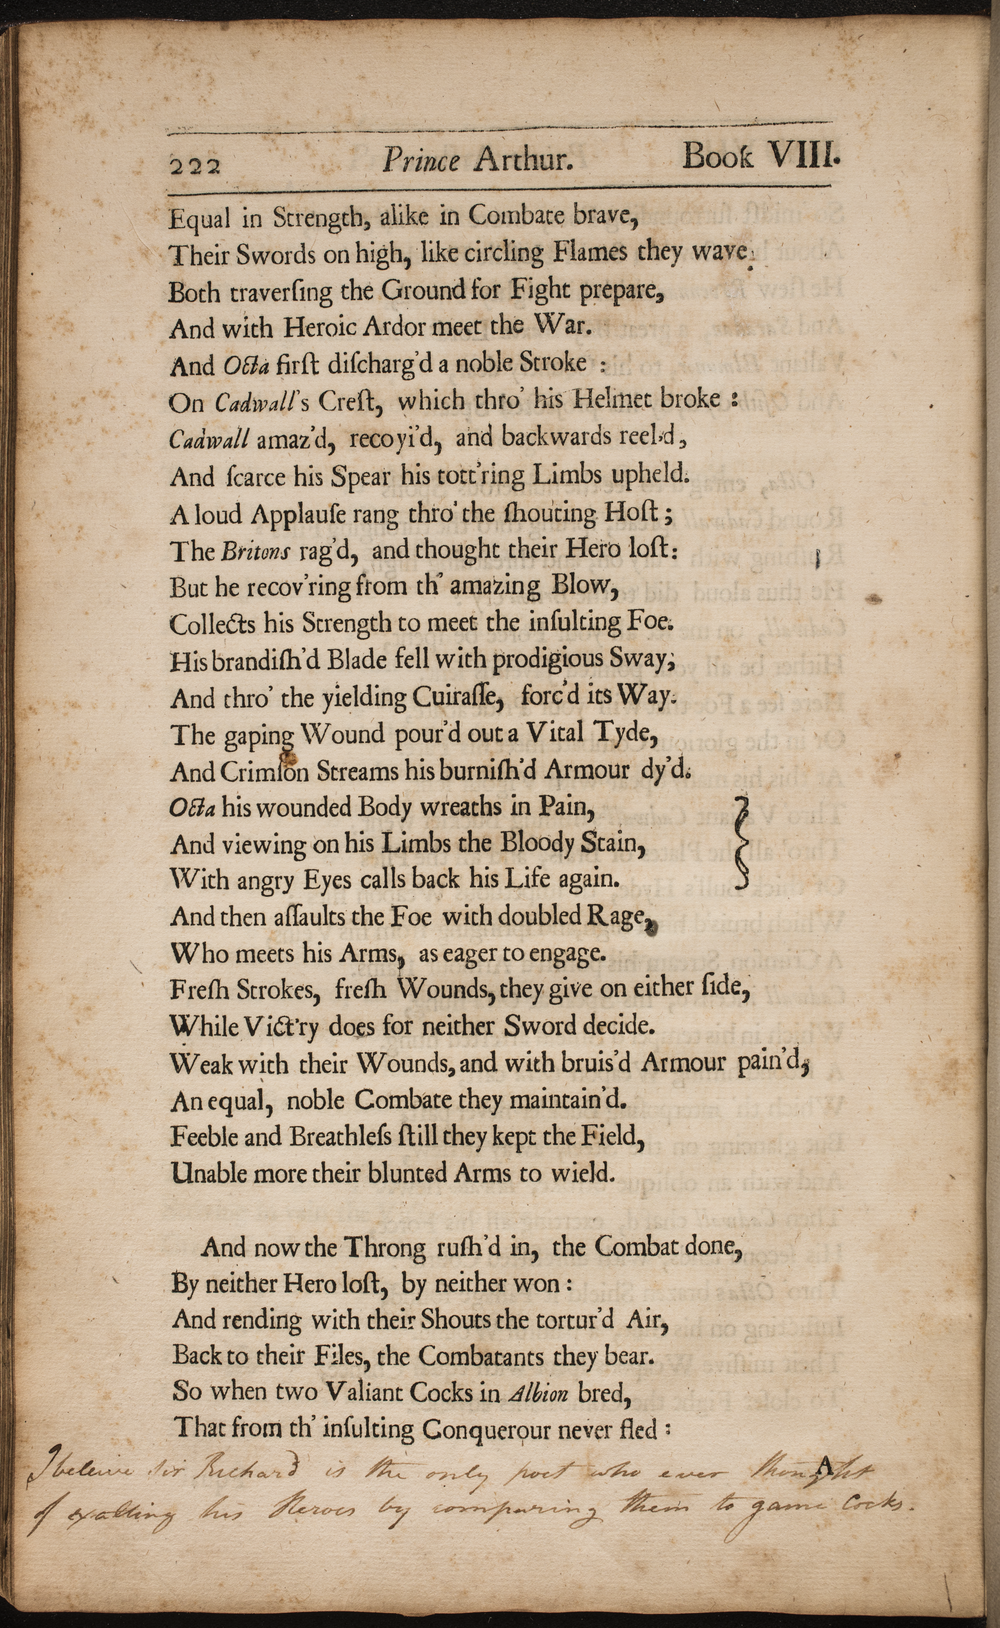 222 Prince Arthur. Book VIII.
Equal in Strength, alike in Combate brave,
Their Swords on high, like circling Flames they wave.
Both traverſing the Ground for Fight prepare,
And with Heroic Ardor meet the War.
And Octa firſt diſcharg'd a noble Stroke :
On Cadwall's Creſt, which thro' his Helmet broke :
Cadwall amaz'd, recoyi'd, and backwards reel'd,
And ſcarce his Spear his tott'ring Limbs upheld.
A loud Applauſe rang thro' the ſhouting Hoſt ;
The Britons rag'd, and thought their Hero loſt:
But he recov'ring from th' amazing Blow,
Collects his Strength to meet the inſulting Foe.
His brandiſh'd Blade fell with prodigious Sway;
And thro' the yielding Cuiraſſe, forc'd its Way.
The gaping Wound pour'd out a Vital Tyde,
And Crimſon Streams his burniſh'd Armour dy'd.
Octa his wounded Body wreaths in Pain,
And viewing on his Limbs the Bloody Stain,
With angry Eyes calls back his Life again.
And then aſſaults the Foe with doubled Rage,
Who meets his Arms, as eager to engage.
Freſh Strokes, freſh Wounds, they give on either ſide,
While Vict'ry does for neither Sword decide.
Weak with their Wounds, and with bruis'd Armour pain'd,
An equal, noble Combate they maintain'd.
Feeble and Breathleſs ſtill they kept the Field,
Unable more their blunted Arms to wield.
And now the Throng ruſh'd in, the Combat done,
By neither Hero loſt, by neither won :
And rending with their Shouts the tortur'd Air,
Back to their Files, the Combatants they bear.
So when two Valiant Cocks in Albion bred,
That from th' inſulting Conquerour never fled :
A
I beleive Sir Richard is the only poet who ever thought
of exalting his Heroes by comparing them to game Cocks.